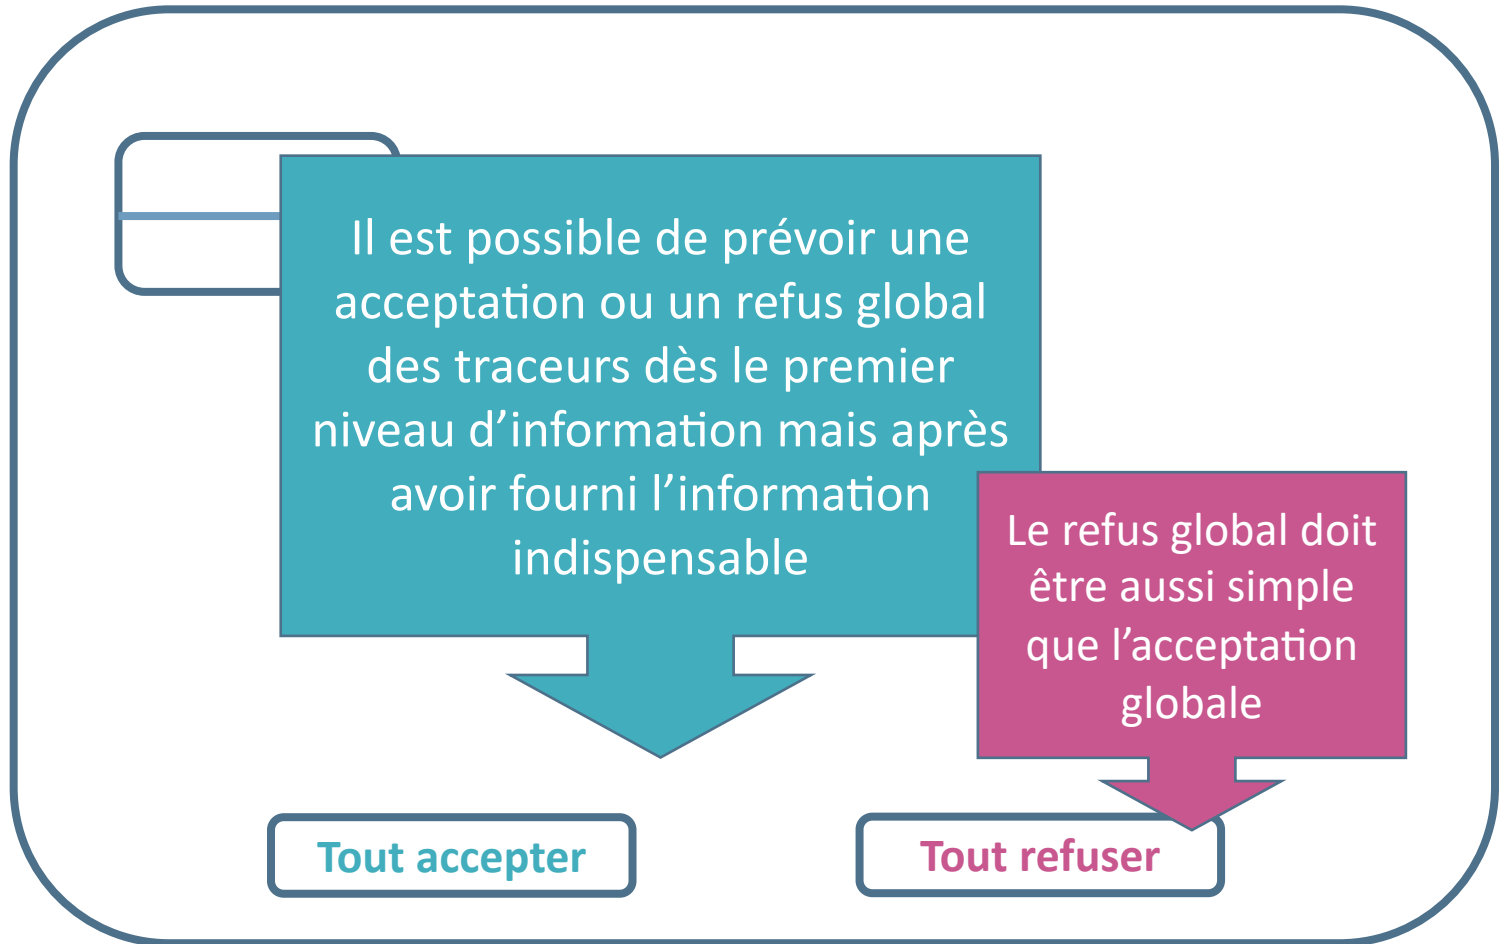 Il est possible de prévoir une
acceptation ou un refus global
des traceurs dès le premier
niveau d’information mais après
avoir fourni l’information
indispensable
Le refus global doit
être aussi simple
que l’acceptation
globale
Tout accepter
Tout refuser